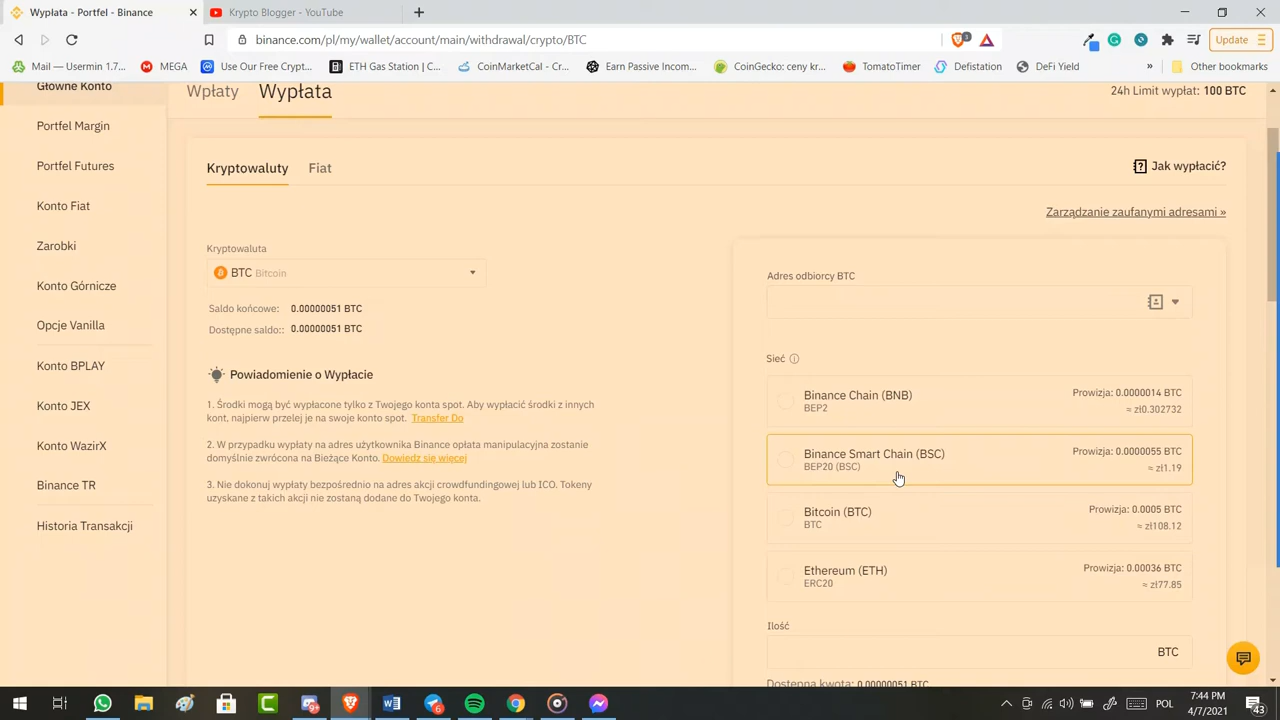 Wypłata - Portfel - Binance
Krypto Blogger - YouTube
binance.com/pl/my/wallet/account/main/withdrawal/crypto/BTC
1
Update
Mail — Usermin 1.7...
MEGA
Use Our Free Crypt...
ETH Gas Station | C...
CoinMarketCal - Cr...
Earn Passive Incom...
CoinGecko: ceny kr...
TomatoTimer
Defistation
DeFi Yield
»
Other bookmarks
Główne Konto
Portfel Margin
Portfel Futures
Konto Fiat
Zarobki
Konto Górnicze
Opcje Vanilla
Konto BPLAY
Konto JEX
Konto WazirX
Binance TR
Historia Transakcji
Wpłaty
Wypłata
24h Limit wypłat: 100 BTC
Kryptowaluty
Fiat
Jak wypłacić?
Zarządzanie zaufanymi adresami »
Kryptowaluta
BTC Bitcoin
Saldo końcowe: 0.00000051 BTC
Dostępne saldo:: 0.00000051 BTC
Powiadomienie o Wypłacie
1. Środki mogą być wypłacone tylko z Twojego konta spot. Aby wypłacić środki z innych
kont, najpierw przelej je na swoje konto spot. Transfer Do
2. W przypadku wypłaty na adres użytkownika Binance opłata manipulacyjna zostanie
domyślnie zwrócona na Bieżące Konto. Dowiedz się więcej
3. Nie dokonuj wypłaty bezpośrednio na adres akcji crowdfundingowej lub ICO. Tokeny
uzyskane z takich akcji nie zostaną dodane do Twojego konta.
Adres odbiorcy BTC
Sieć
Binance Chain (BNB)
BEP2
Prowizja: 0.0000014 BTC
≈ zł0.302732
Binance Smart Chain (BSC)
BEP20 (BSC)
Prowizja: 0.0000055 BTC
≈ zł1.19
Bitcoin (BTC)
BTC
Prowizja: 0.0005 BTC
≈ zł108.12
Ethereum (ETH)
ERC20
Prowizja: 0.00036 BTC
≈ zł77.85
Ilość
BTC
Dostępna kwota: 0.00000051 BTC
POL
7:44 PM
4/7/2021
43